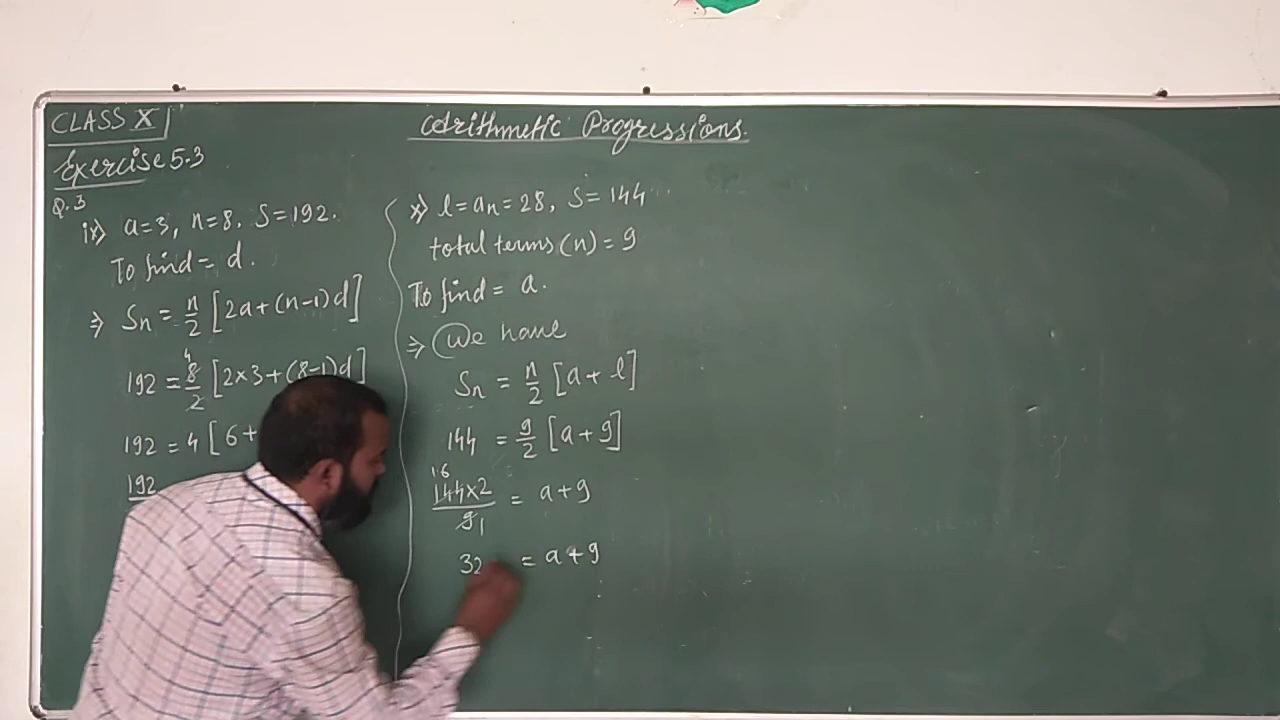 CLASS X
Arithmetic Progressions.
Exercise 5.3
Q.3
ix) a=3, n=8, S=192.
To find = d.
⇒ Sn = n/2 [2a+(n-1)d]
192 = 8/2 [2×3+(8-1)d]
4
192 = 4 [6+
192
x) l=an=28, S=144
total terms (n) = 9
To find = a.
⇒ We have
Sn = n/2 [a+l]
144 = 9/2 [a+9]
16
144×2/9 1 = a+9
32 = a+9